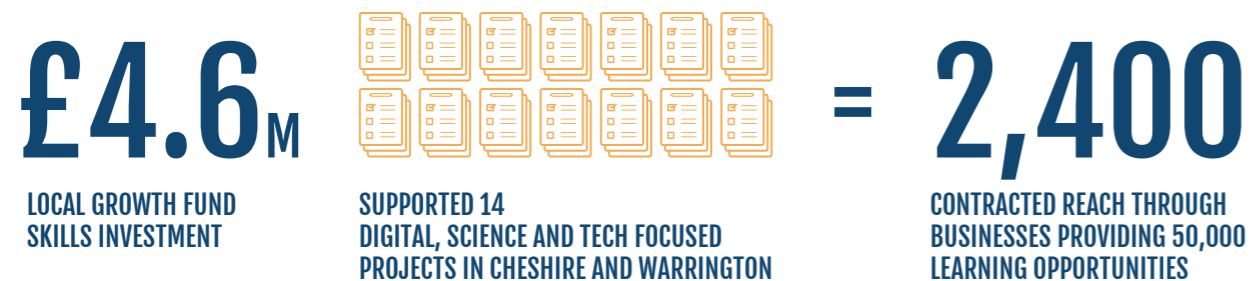 £4.6M
LOCAL GROWTH FUND
SKILLS INVESTMENT
SUPPORTED 14
DIGITAL, SCIENCE AND TECH FOCUSED
PROJECTS IN CHESHIRE AND WARRINGTON
=
2,400
CONTRACTED REACH THROUGH
BUSINESSES PROVIDING 50,000
LEARNING OPPORTUNITIES